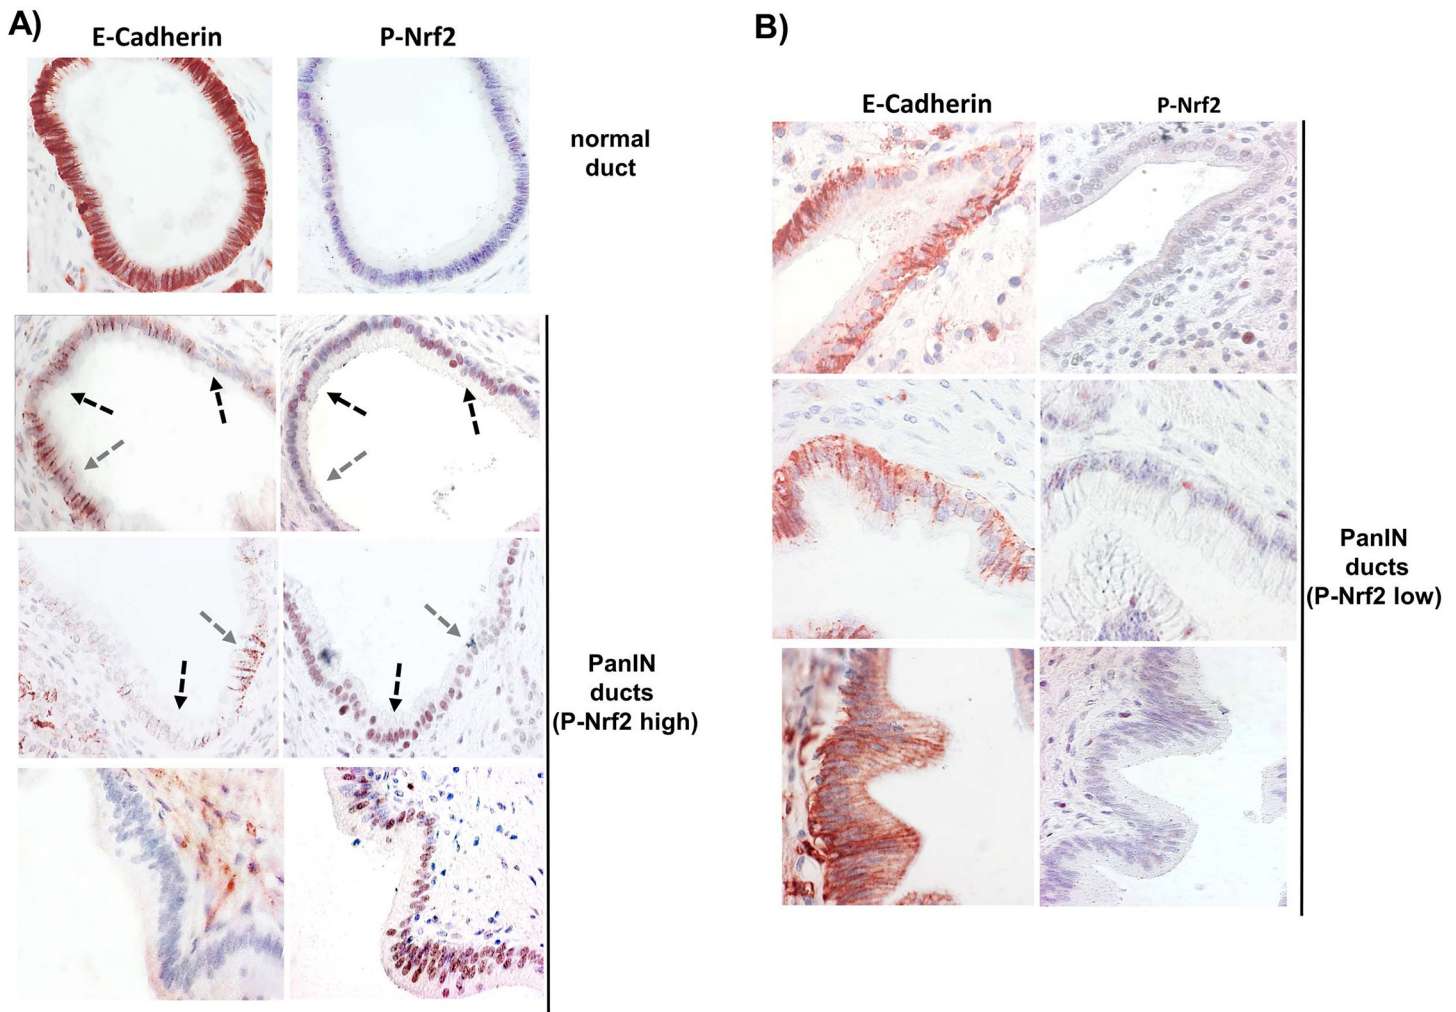 A)
E-Cadherin
P-Nrf2
normal
duct
PanIN
ducts
(P-Nrf2 high)
B)
E-Cadherin
P-Nrf2
PanIN
ducts
(P-Nrf2 low)